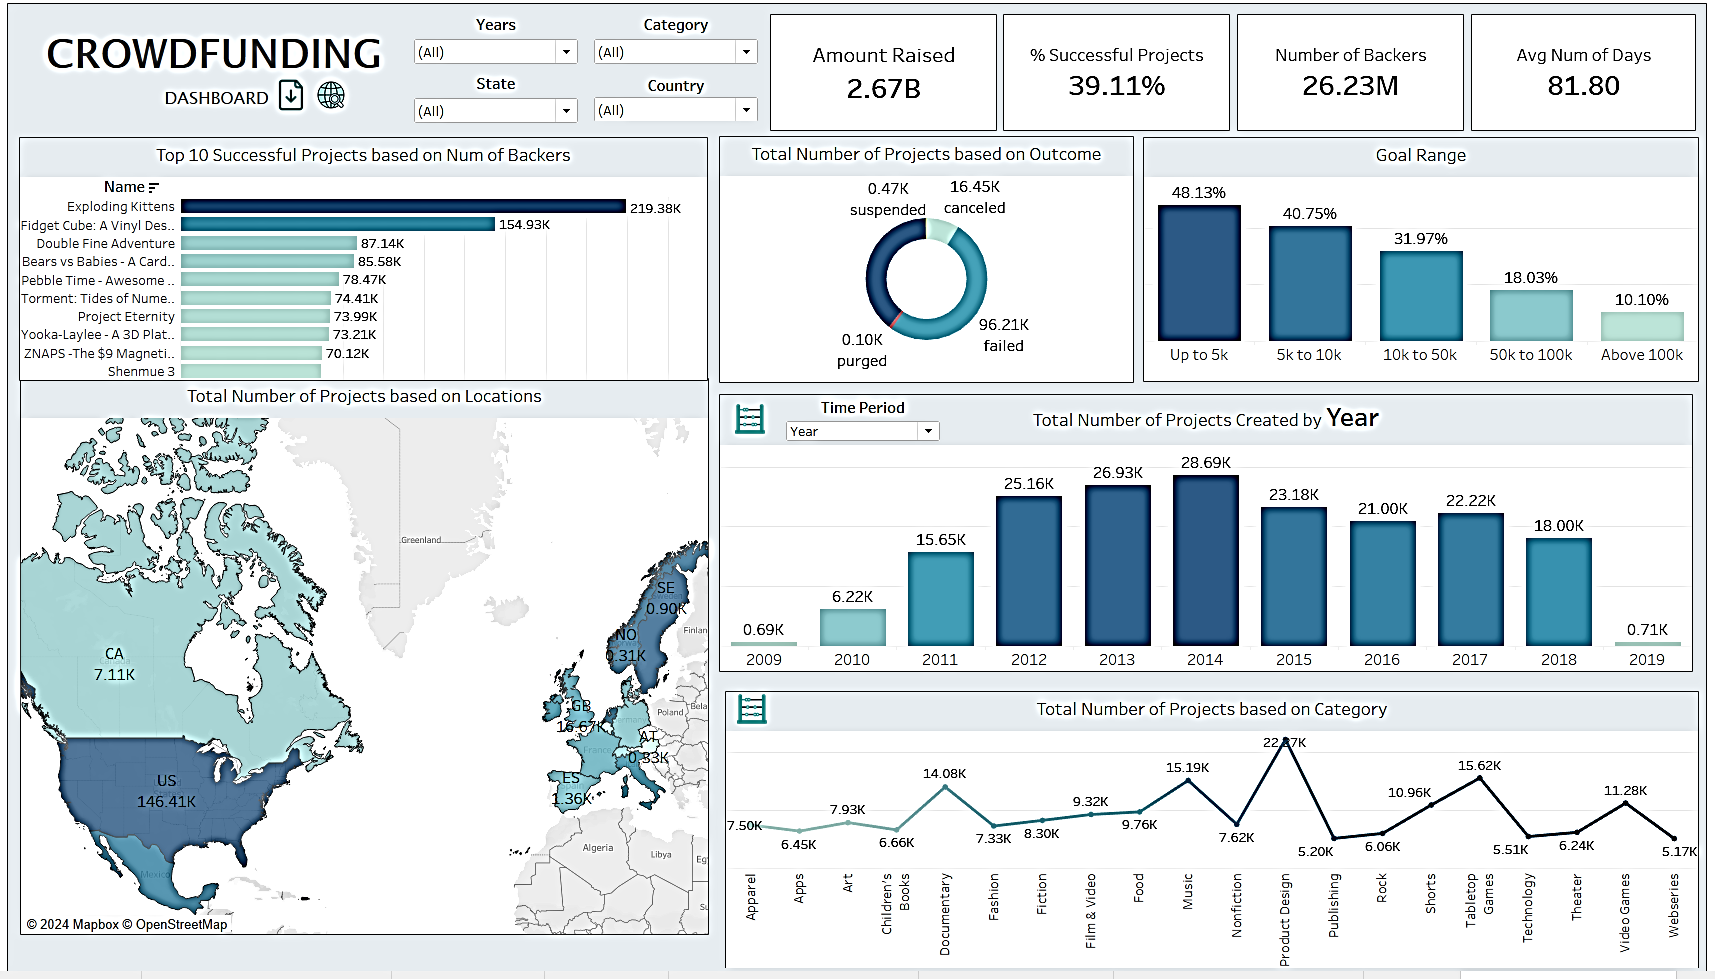 CROWDFUNDING
DASHBOARD
Years
(All)
Category
(All)
State
(All)
Country
(All)
Amount Raised
2.67B
% Successful Projects
39.11%
Number of Backers
26.23M
Avg Num of Days
81.80
Top 10 Successful Projects based on Num of Backers
Name
Exploding Kittens 219.38K
Fidget Cube: A Vinyl Des.. 154.93K
Double Fine Adventure 87.14K
Bears vs Babies - A Card.. 85.58K
Pebble Time - Awesome .. 78.47K
Torment: Tides of Nume.. 74.41K
Project Eternity 73.99K
Yooka-Laylee - A 3D Plat.. 73.21K
ZNAPS -The $9 Magneti.. 70.12K
Shenmue 3
Total Number of Projects based on Outcome
0.47K
suspended
16.45K
canceled
96.21K
failed
0.10K
purged
Goal Range
48.13%
40.75%
31.97%
18.03%
10.10%
Up to 5k
5k to 10k
10k to 50k
50k to 100k
Above 100k
Total Number of Projects based on Locations
Greenland
SE
0.90K
Finlan
NO
0.31K
CA
7.11K
GB
16.67K
Poland
Bela
France
AT
0.33K
ES
1.36K
US
146.41K
Mexico
Algeria
Libya
Eg
Su
© 2024 Mapbox © OpenStreetMap
Time Period
Year
Total Number of Projects Created by Year
0.69K
6.22K
15.65K
25.16K
26.93K
28.69K
23.18K
21.00K
22.22K
18.00K
0.71K
2009
2010
2011
2012
2013
2014
2015
2016
2017
2018
2019
Total Number of Projects based on Category
7.50K
6.45K
7.93K
6.66K
14.08K
7.33K
8.30K
9.32K
9.76K
15.19K
7.62K
5.20K
6.06K
10.96K
15.62K
5.51K
6.24K
11.28K
5.17K
Apparel
Apps
Art
Children's
Books
Documentary
Fashion
Fiction
Film & Video
Food
Music
Nonfiction
Product Design
Publishing
Rock
Shorts
Tabletop
Games
Technology
Theater
Video Games
Webseries